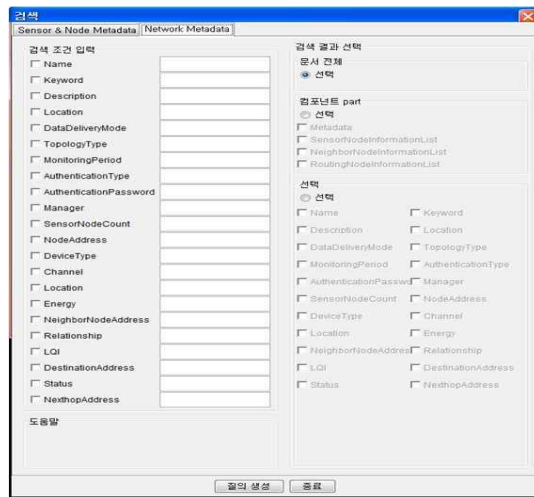 검색
Sensor & Node Metadata Network Metadata
검색 조건 입력
Name
Keyword
Description
Location
DataDeliveryMode
TopologyType
MonitoringPeriod
AuthenticationType
AuthenticationPassword
Manager
SensorNodeCount
NodeAddress
DeviceType
Channel
Location
Energy
NeighborNodeAddress
Relationship
LQI
DestinationAddress
Status
NexthopAddress
도움말
검색 결과 선택
문서 전체
선택
컴포넌트 part
선택
Metadata
SensorNodeInformationList
NeighborNodeInformationList
RoutingNodeInformationList
선택
선택
Name Keyword
Description Location
DataDeliveryMode TopologyType
MonitoringPeriod AuthenticationType
AuthenticationPasswd Manager
SensorNodeCount NodeAddress
DeviceType Channel
Location Energy
NeighborNodeAddres Relationship
LQI DestinationAddress
Status NexthopAddress
질의 생성 종료